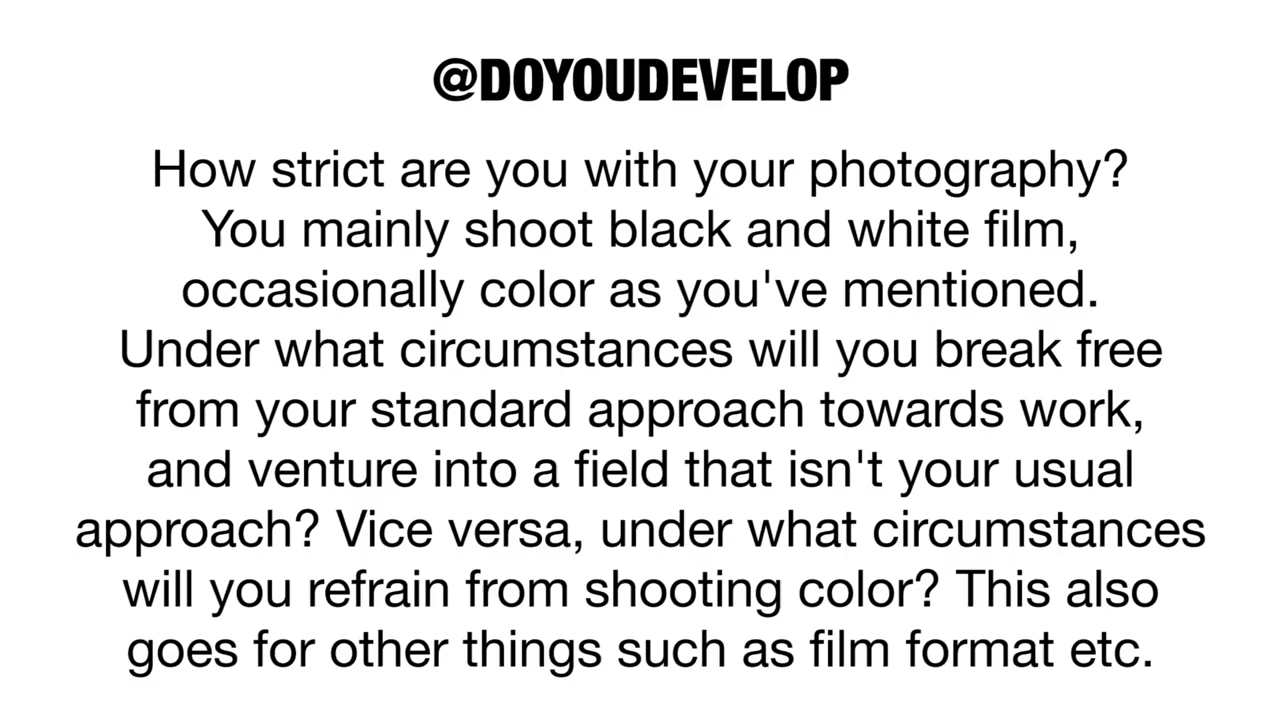 @DOYOUDEVELOP
How strict are you with your photography?
You mainly shoot black and white film,
occasionally color as you've mentioned.
Under what circumstances will you break free
from your standard approach towards work,
and venture into a field that isn't your usual
approach? Vice versa, under what circumstances
will you refrain from shooting color? This also
goes for other things such as film format etc.